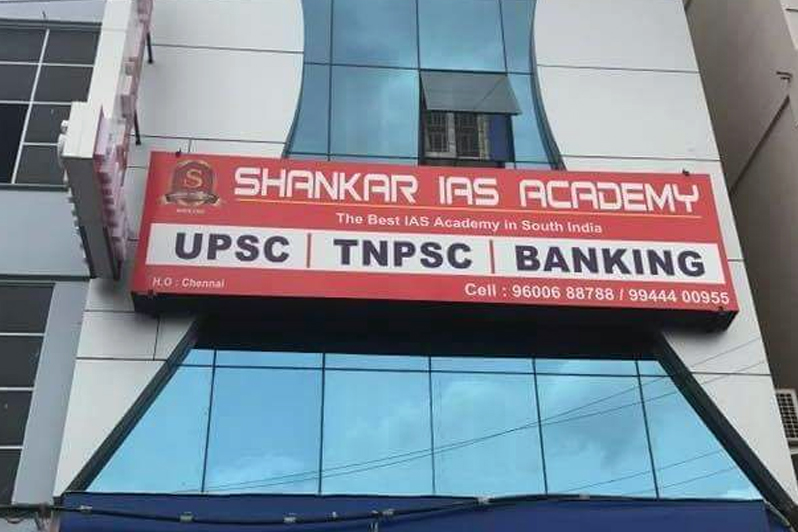 S
SHANKAR IAS ACADEMY
The Best IAS Academy in South India
UPSC | TNPSC | BANKING
H.O : Chennai
Cell : 96006 88788 / 99444 00955